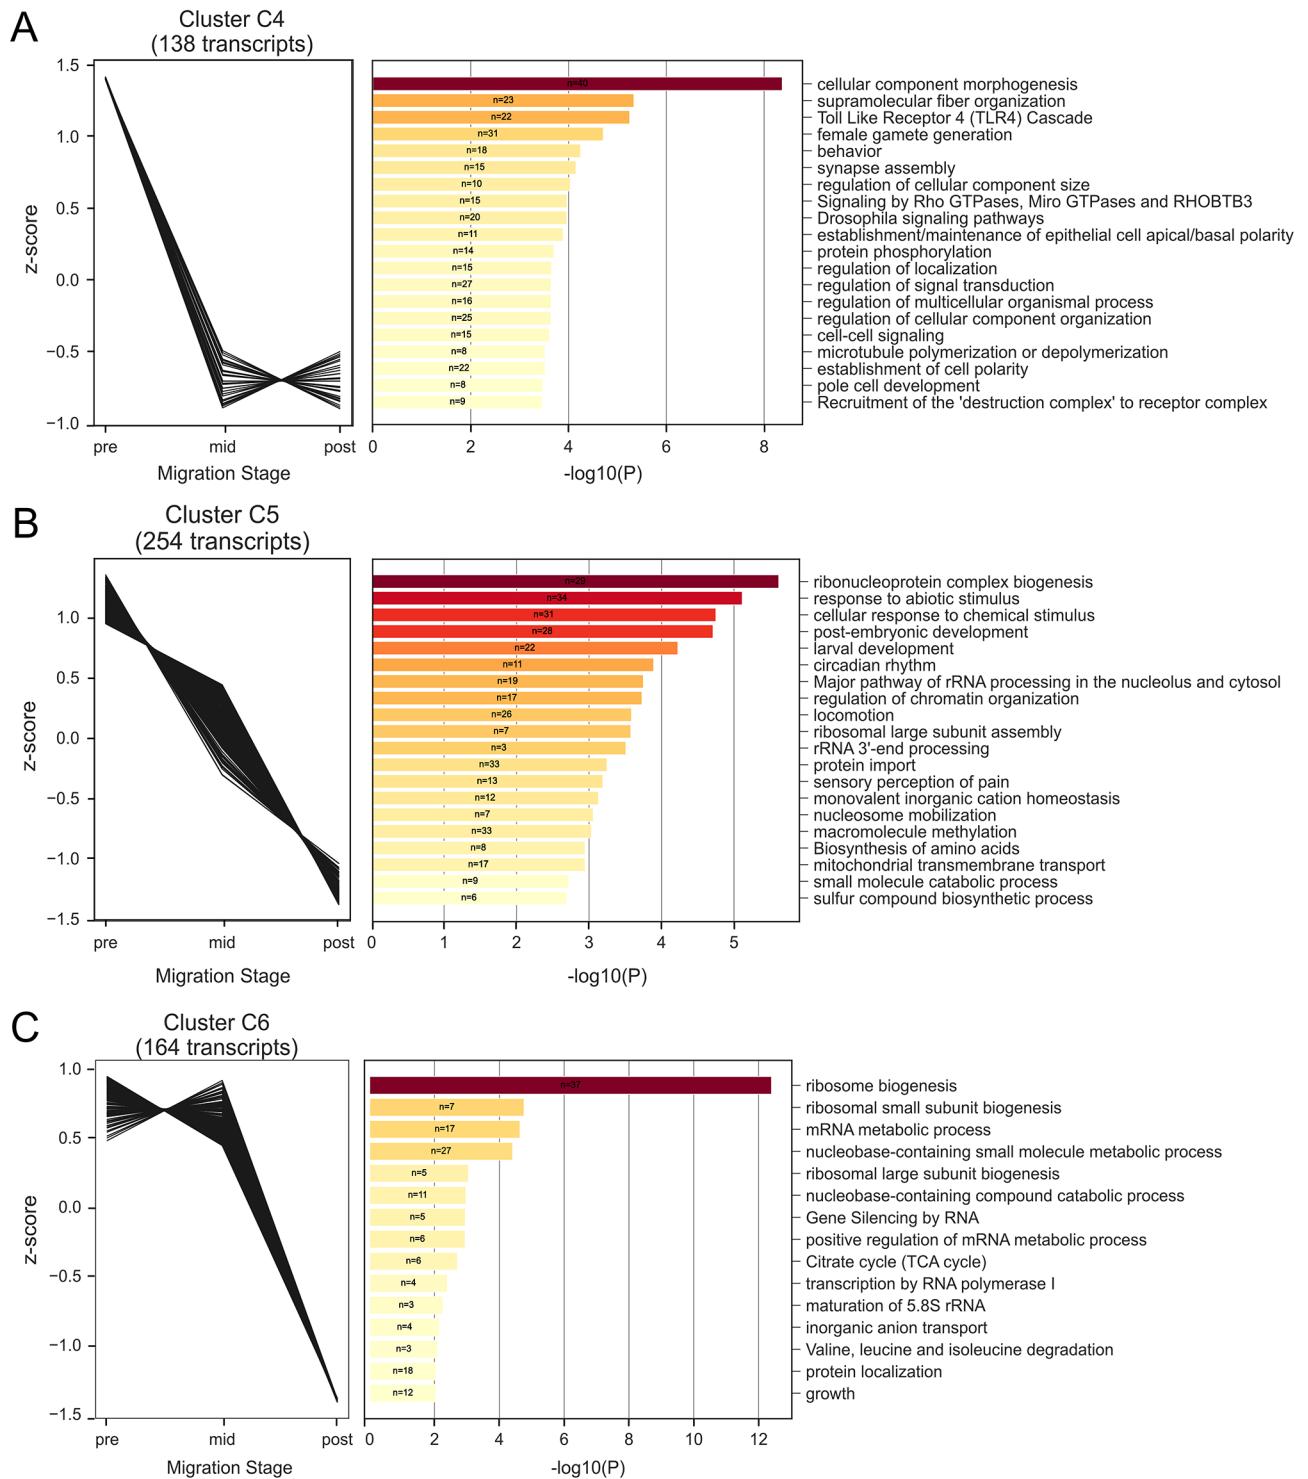 A
Cluster C4
(138 transcripts)
z-score
1.5
1.0
0.5
0.0
−0.5
−1.0
pre
mid
post
Migration Stage
n=40
n=23
n=22
n=31
n=18
n=15
n=10
n=15
n=20
n=11
n=14
n=15
n=27
n=16
n=25
n=15
n=8
n=22
n=8
n=9
cellular component morphogenesis
supramolecular fiber organization
Toll Like Receptor 4 (TLR4) Cascade
female gamete generation
behavior
synapse assembly
regulation of cellular component size
Signaling by Rho GTPases, Miro GTPases and RHOBTB3
Drosophila signaling pathways
establishment/maintenance of epithelial cell apical/basal polarity
protein phosphorylation
regulation of localization
regulation of signal transduction
regulation of multicellular organismal process
regulation of cellular component organization
cell-cell signaling
microtubule polymerization or depolymerization
establishment of cell polarity
pole cell development
Recruitment of the 'destruction complex' to receptor complex
0 2 4 6 8
-log10(P)
B
Cluster C5
(254 transcripts)
z-score
1.0
0.5
0.0
−0.5
−1.0
−1.5
pre
mid
post
Migration Stage
n=29
n=34
n=31
n=28
n=22
n=11
n=19
n=17
n=26
n=7
n=3
n=33
n=13
n=12
n=7
n=33
n=8
n=17
n=9
n=6
ribonucleoprotein complex biogenesis
response to abiotic stimulus
cellular response to chemical stimulus
post-embryonic development
larval development
circadian rhythm
Major pathway of rRNA processing in the nucleolus and cytosol
regulation of chromatin organization
locomotion
ribosomal large subunit assembly
rRNA 3'-end processing
protein import
sensory perception of pain
monovalent inorganic cation homeostasis
nucleosome mobilization
macromolecule methylation
Biosynthesis of amino acids
mitochondrial transmembrane transport
small molecule catabolic process
sulfur compound biosynthetic process
0 1 2 3 4 5
-log10(P)
C
Cluster C6
(164 transcripts)
z-score
1.0
0.5
0.0
−0.5
−1.0
−1.5
pre
mid
post
Migration Stage
n=37
n=7
n=17
n=27
n=5
n=11
n=5
n=6
n=6
n=4
n=3
n=4
n=3
n=18
n=12
ribosome biogenesis
ribosomal small subunit biogenesis
mRNA metabolic process
nucleobase-containing small molecule metabolic process
ribosomal large subunit biogenesis
nucleobase-containing compound catabolic process
Gene Silencing by RNA
positive regulation of mRNA metabolic process
Citrate cycle (TCA cycle)
transcription by RNA polymerase I
maturation of 5.8S rRNA
inorganic anion transport
Valine, leucine and isoleucine degradation
protein localization
growth
0 2 4 6 8 10 12
-log10(P)